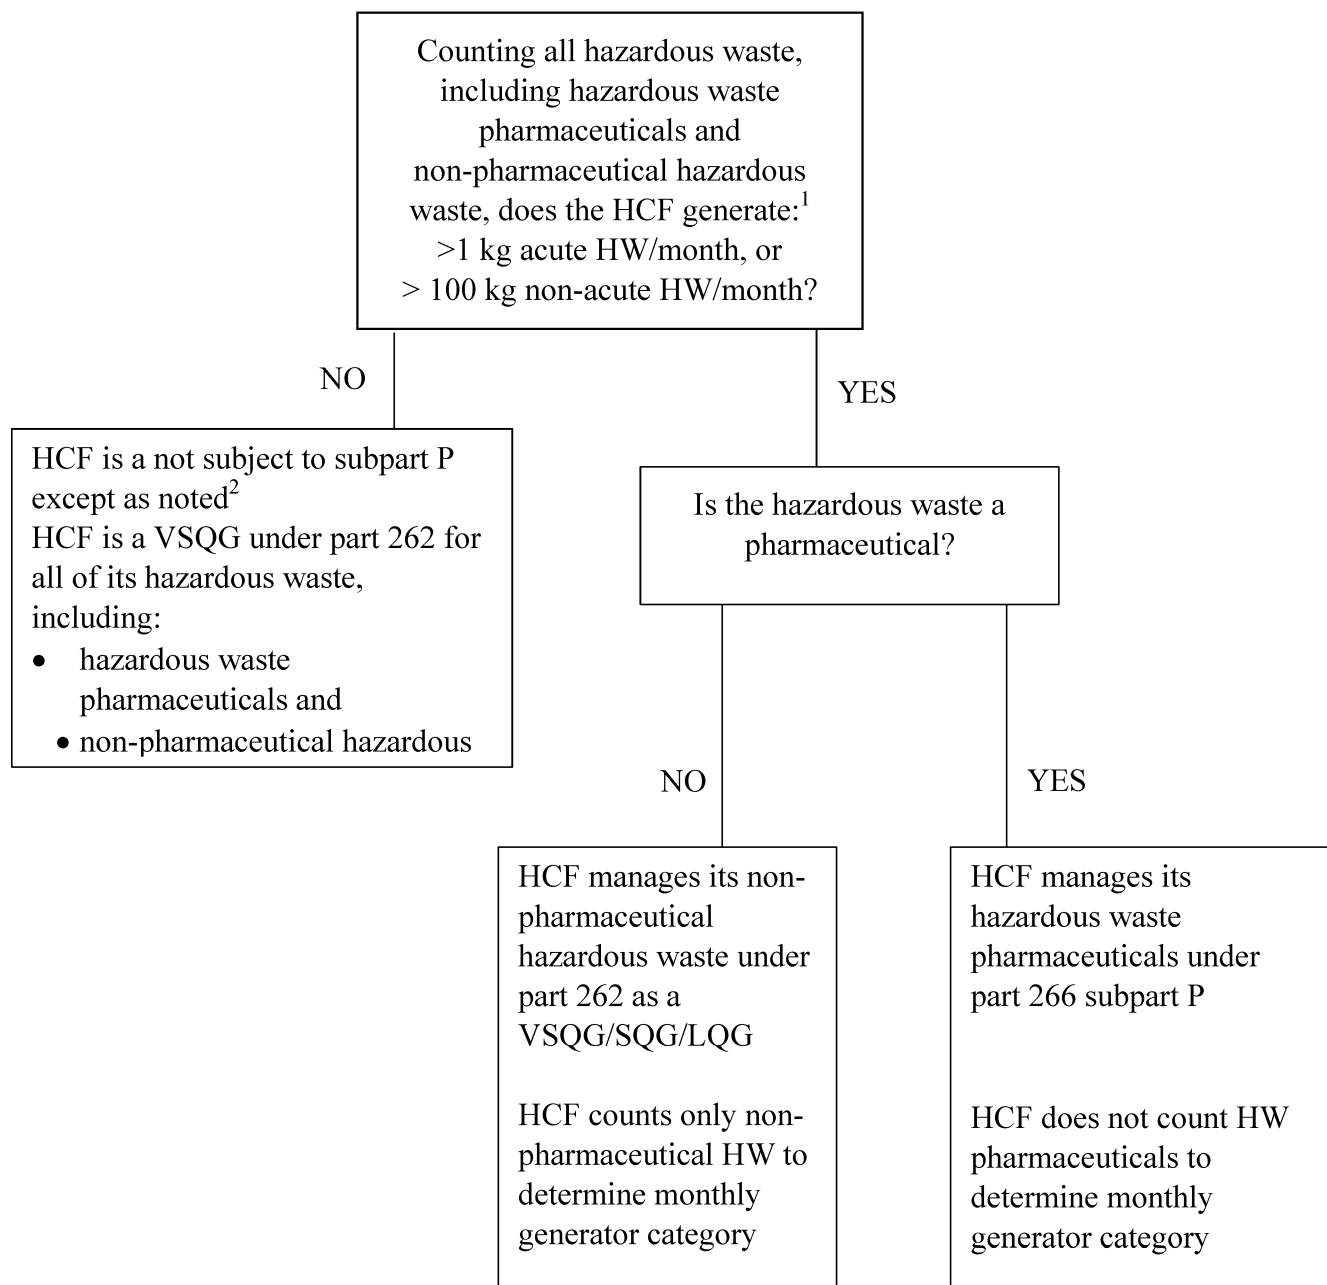 Counting all hazardous waste,
including hazardous waste
pharmaceuticals and
non-pharmaceutical hazardous
waste, does the HCF generate:1
>1 kg acute HW/month, or
> 100 kg non-acute HW/month?
NO
YES
HCF is a not subject to subpart P
except as noted2
HCF is a VSQG under part 262 for
all of its hazardous waste,
including:
• hazardous waste
pharmaceuticals and
• non-pharmaceutical hazardous
Is the hazardous waste a
pharmaceutical?
NO
YES
HCF manages its non-
pharmaceutical
hazardous waste under
part 262 as a
VSQG/SQG/LQG
HCF counts only non-
pharmaceutical HW to
determine monthly
generator category
HCF manages its
hazardous waste
pharmaceuticals under
part 266 subpart P
HCF does not count HW
pharmaceuticals to
determine monthly
generator category